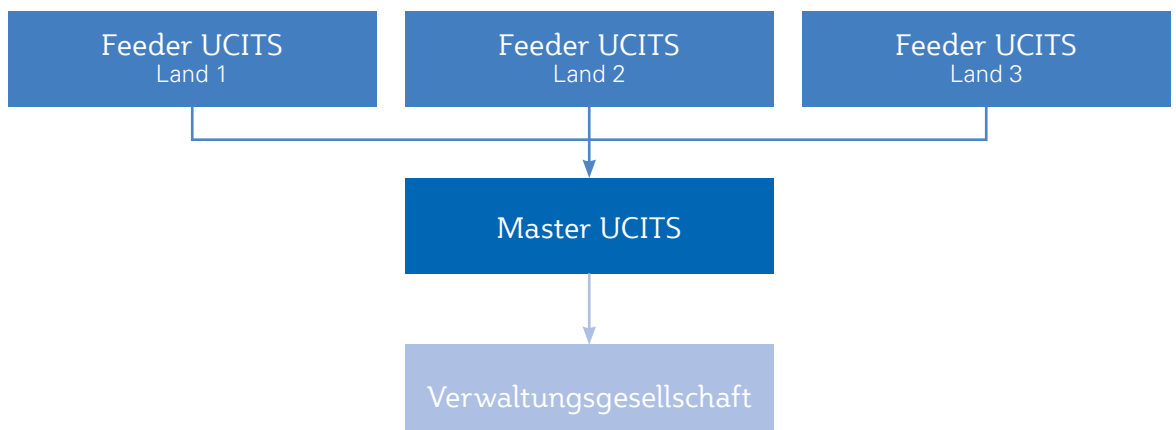 Feeder UCITS
Land 1
Feeder UCITS
Land 2
Feeder UCITS
Land 3
Master UCITS
Verwaltungsgesellschaft